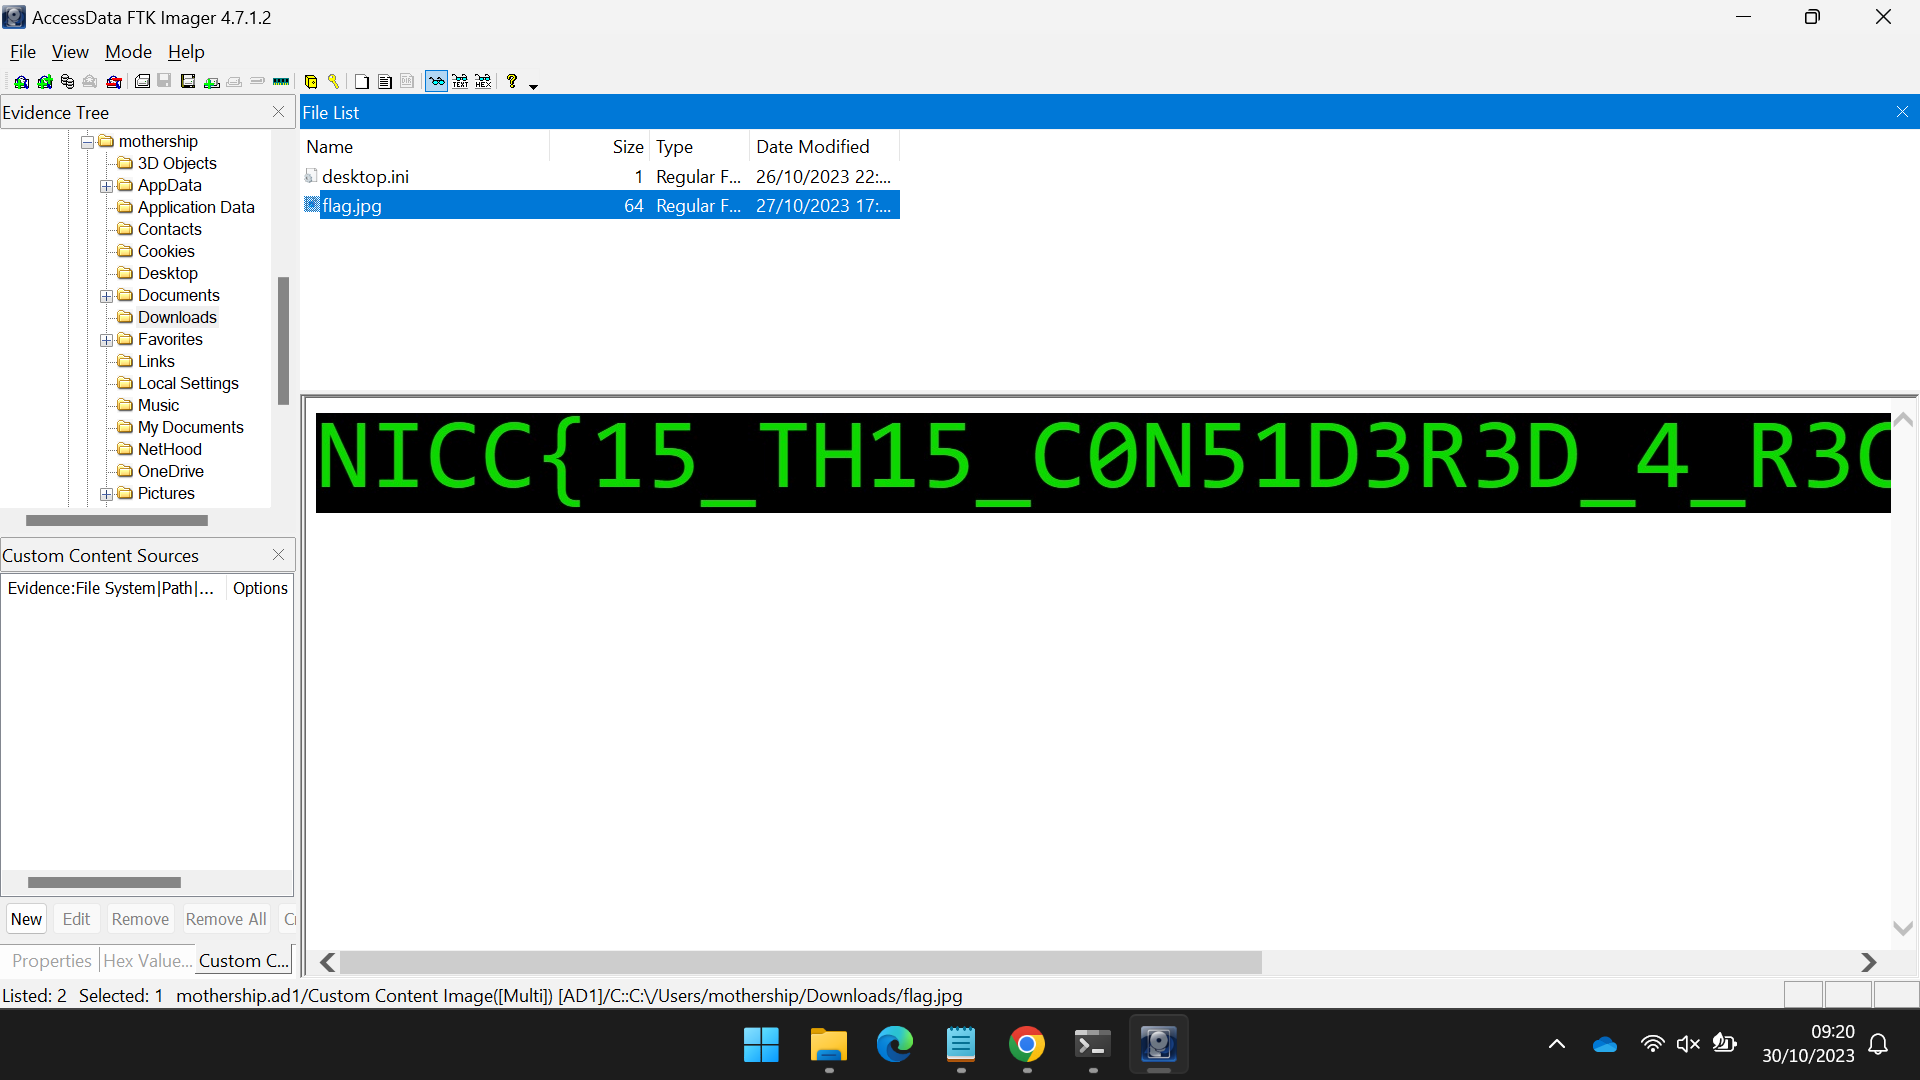 AccessData FTK Imager 4.7.1.2
File View Mode Help
Evidence Tree
mothership
3D Objects
AppData
Application Data
Contacts
Cookies
Desktop
Documents
Downloads
Favorites
Links
Local Settings
Music
My Documents
NetHood
OneDrive
Pictures
Custom Content Sources
Evidence:File System|Path|... Options
New Edit Remove Remove All Cr
Properties Hex Value... Custom C...
File List
Name Size Type Date Modified
desktop.ini 1 Regular F... 26/10/2023 22:...
flag.jpg 64 Regular F... 27/10/2023 17:...
NICC{15_TH15_C0N51D3R3D_4_R3C
Listed: 2 Selected: 1 mothership.ad1/Custom Content Image([Multi]) [AD1]/C::C:\/Users/mothership/Downloads/flag.jpg
09:20
30/10/2023